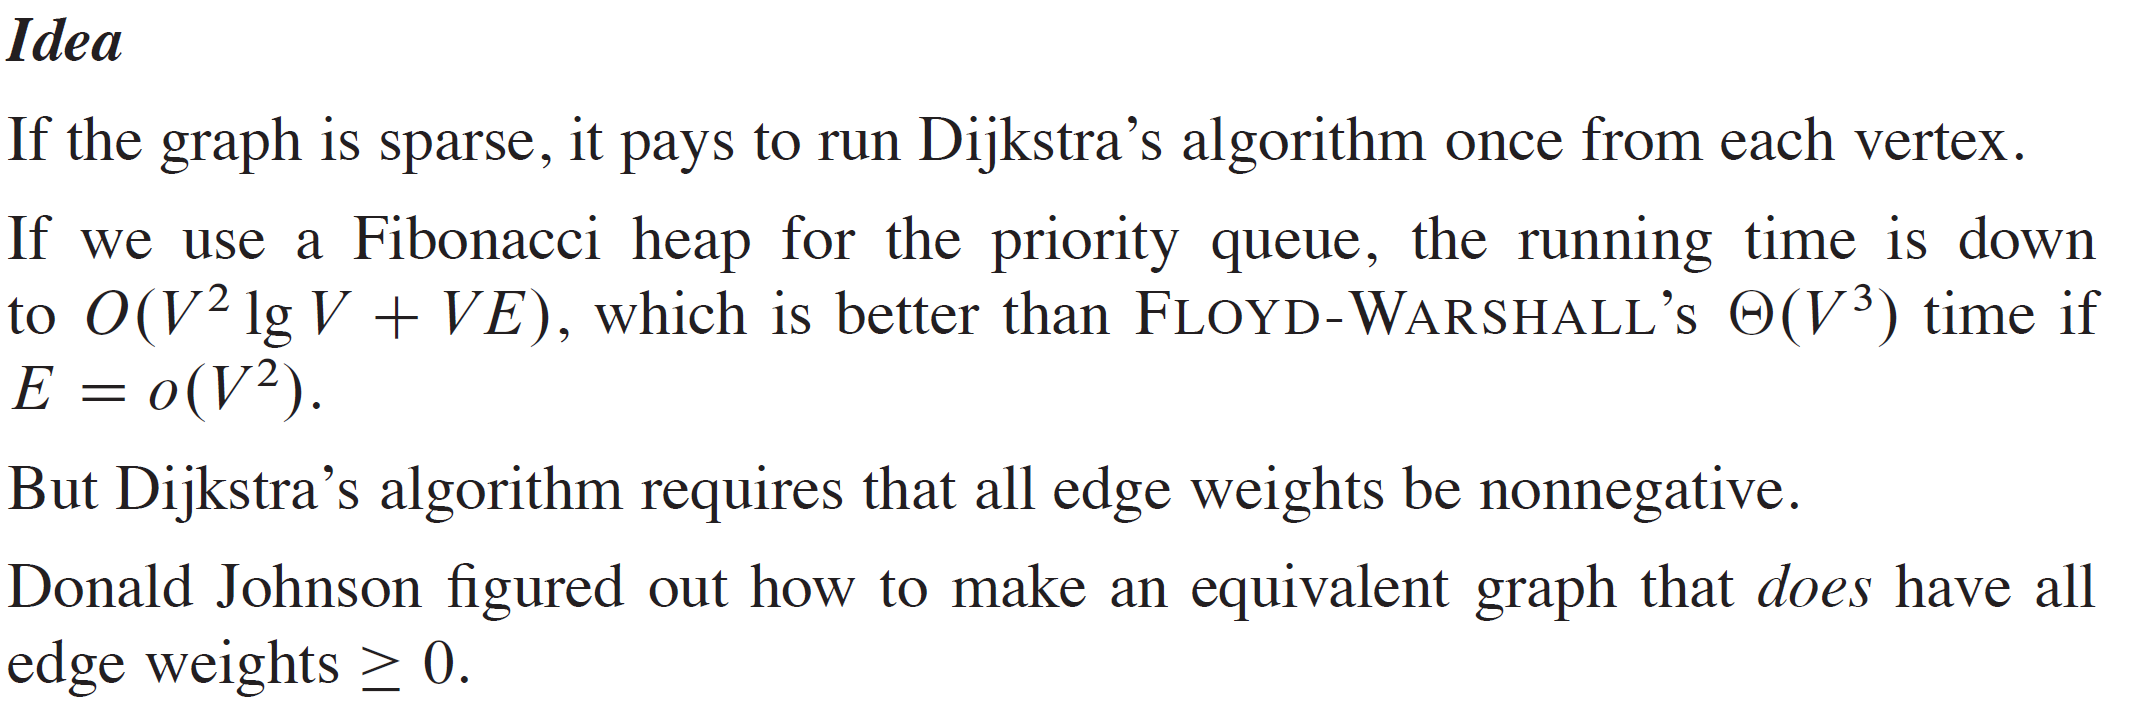 Idea
If the graph is sparse, it pays to run Dijkstra’s algorithm once from each vertex.
If we use a Fibonacci heap for the priority queue, the running time is down
to O(V² lg V + VE), which is better than FLOYD-WARSHALL’s Θ(V³) time if
E = o(V²).
But Dijkstra’s algorithm requires that all edge weights be nonnegative.
Donald Johnson figured out how to make an equivalent graph that does have all
edge weights ≥ 0.